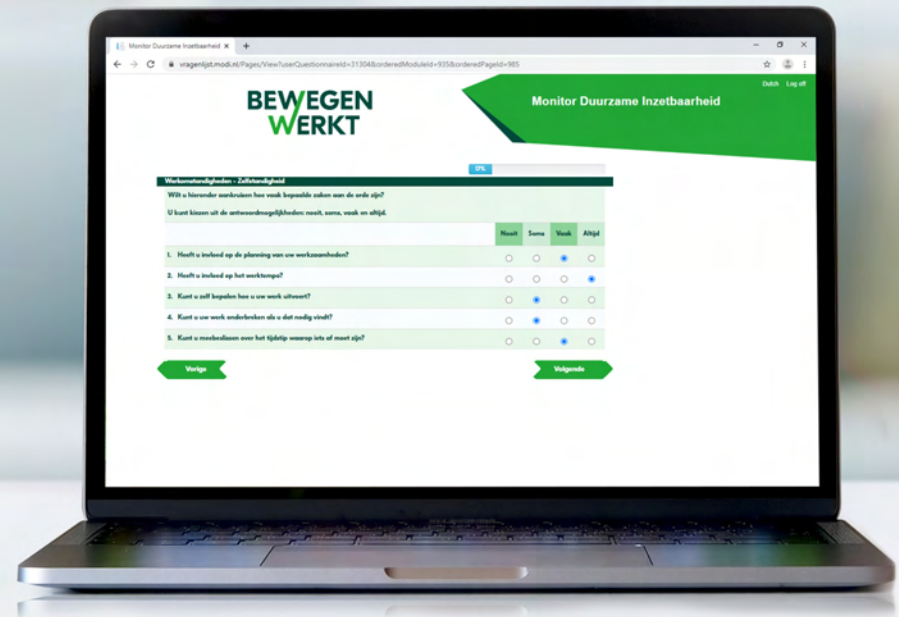 Monitor Duurzame Inzetbaarheid
vragenlijst.modi.nl/Pages/View?userQuestionnaireId=31304&orderedModuleId=935&orderedPageId=985
Dutch Log off
BEWEGEN
WERKT
Monitor Duurzame Inzetbaarheid
Werkomstandigheden - Zelfstandigheid
Wilt u hieronder aankruisen hoe vaak bepaalde zaken aan de orde zijn?
U kunt kiezen uit de antwoordmogelijkheden: nooit, soms, vaak en altijd.
Nooit Soms Vaak Altijd
1. Heeft u invloed op de planning van uw werkzaamheden?
2. Heeft u invloed op het werktempo?
3. Kunt u zelf bepalen hoe u uw werk uitvoert?
4. Kunt u uw werk onderbreken als u dat nodig vindt?
5. Kunt u meebeslissen over het tijdstip waarop iets af moet zijn?
Vorige Volgende